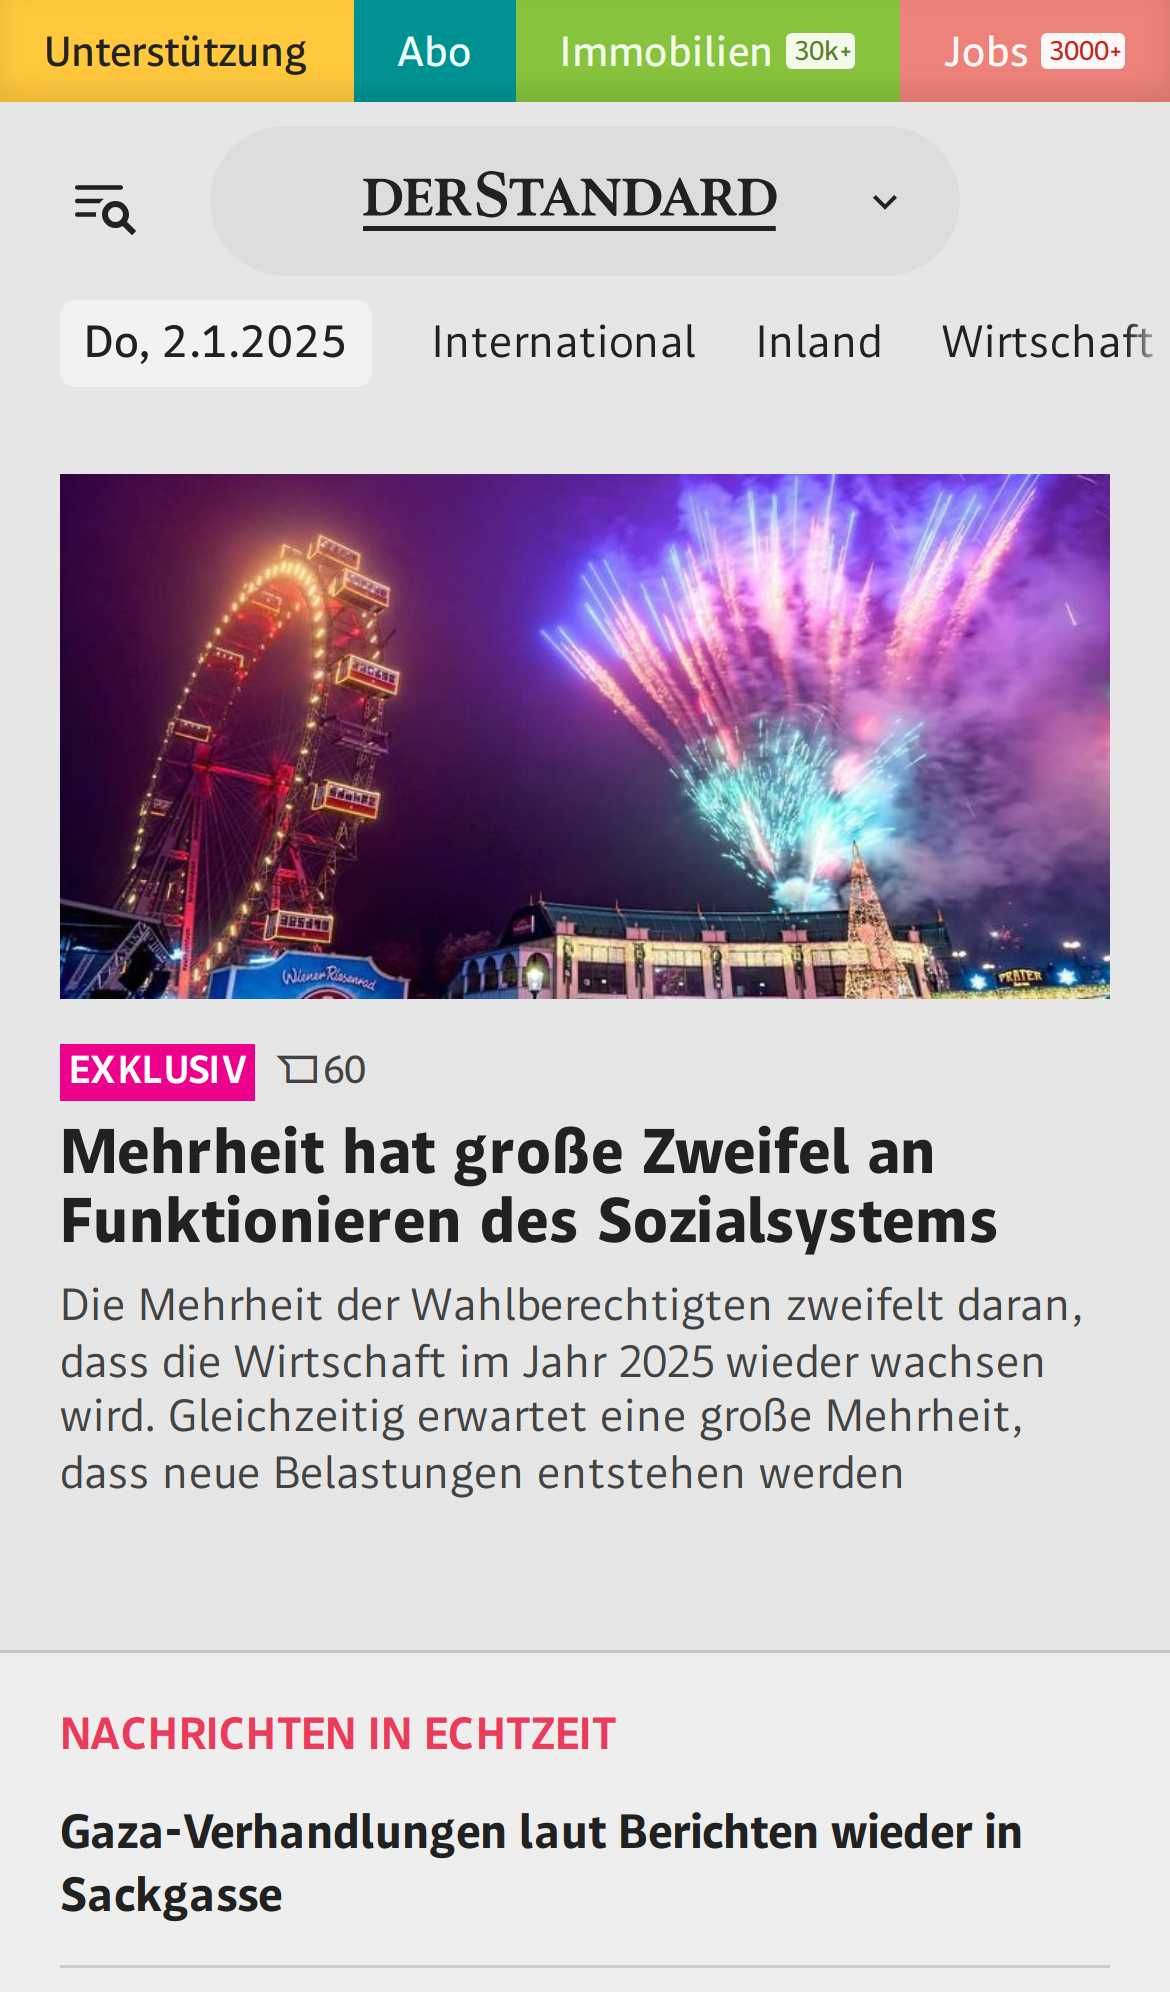 Unterstützung
Abo
Immobilien 30k+
Jobs 3000+
DERSTANDARD
Do, 2.1.2025
International
Inland
Wirtschaft
Wiener Riesenrad
PRATER
EXKLUSIV 60
Mehrheit hat große Zweifel an
Funktionieren des Sozialsystems
Die Mehrheit der Wahlberechtigten zweifelt daran,
dass die Wirtschaft im Jahr 2025 wieder wachsen
wird. Gleichzeitig erwartet eine große Mehrheit,
dass neue Belastungen entstehen werden
NACHRICHTEN IN ECHTZEIT
Gaza-Verhandlungen laut Berichten wieder in
Sackgasse